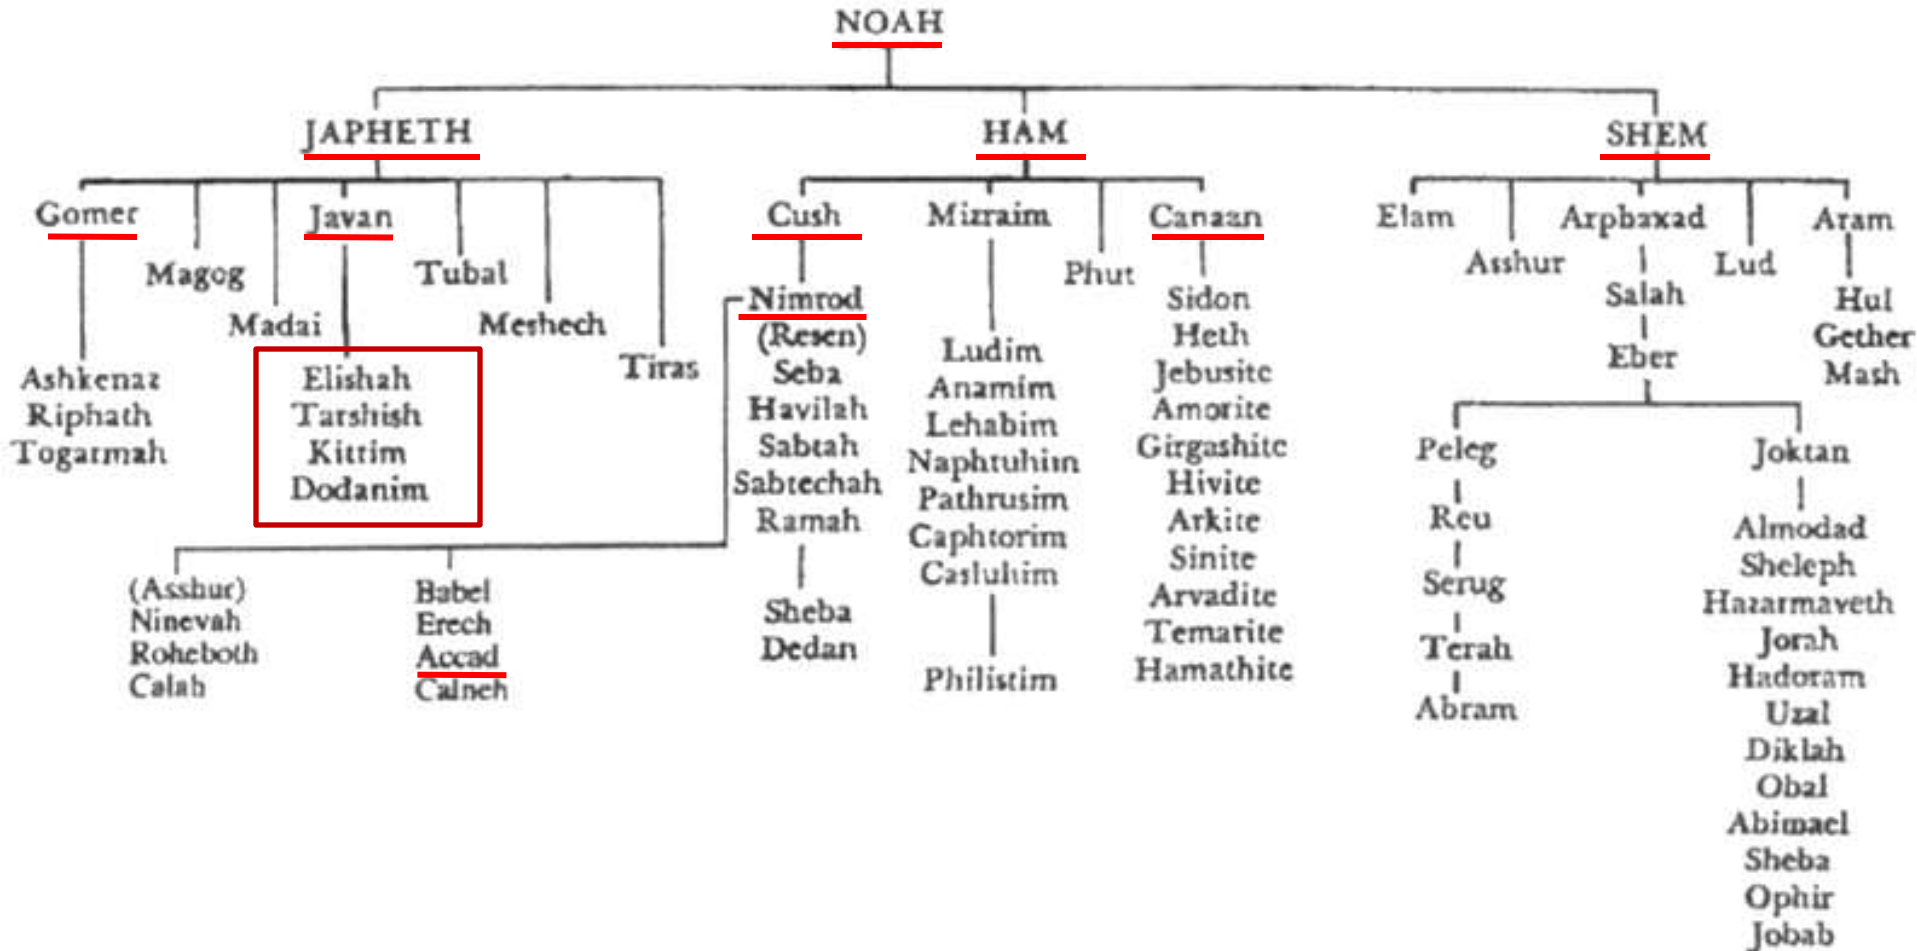 NOAH
JAPHETH HAM SHEM
Gomer Javan Cush Mizraim Canaan Elam Arpbaxad Aram
Magog Tubal Phut Asshur Lud
Madai Meshech Nimrod Sidon Salah Hul
Tiras (Resen) Heth Eber Gether
Ashkenaz Elishah Seba Ludim Jebusite Mash
Riphath Tarshish Havilah Anamim Amorite
Togarmah Kittim Sabtah Lehabim Girgashite Peleg Joktan
Dodanim Sabtechah Naphtuhim Hivite
Ramah Pathrusim Arkite Reu Almodad
Caphtorim Sinite Sheleph
(Asshur) Babel Sheba Casluhim Arvadite Serug Hazarmaveth
Ninevah Erech Dedan Temarite Terah Jorah
Roheboth Accad Philistim Hamathite Hadoram
Calah Calneh Abram Uzal
Diklah
Obal
Abimael
Sheba
Ophir
Jobab